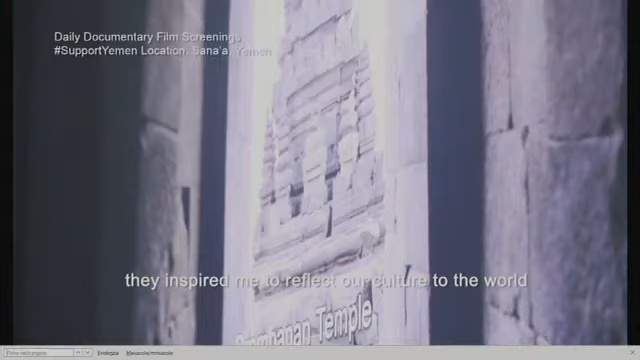 Daily Documentary Film Screenings
#SupportYemen Location, Sana'a, Yemen
they inspired me to reflect our culture to the world
Prambanan Temple
Evidenzia
Maiuscole/minuscole